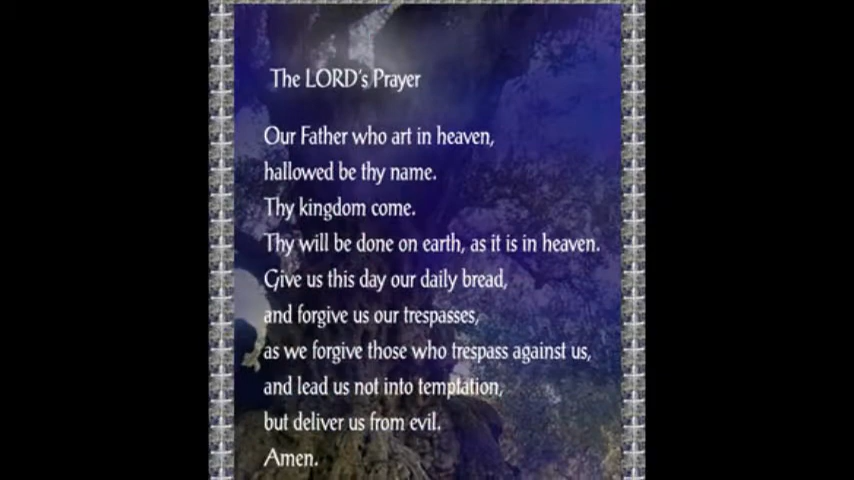 The LORD's Prayer
Our Father who art in heaven,
hallowed be thy name.
Thy kingdom come.
Thy will be done on earth, as it is in heaven.
Give us this day our daily bread,
and forgive us our trespasses,
as we forgive those who trespass against us,
and lead us not into temptation,
but deliver us from evil.
Amen.